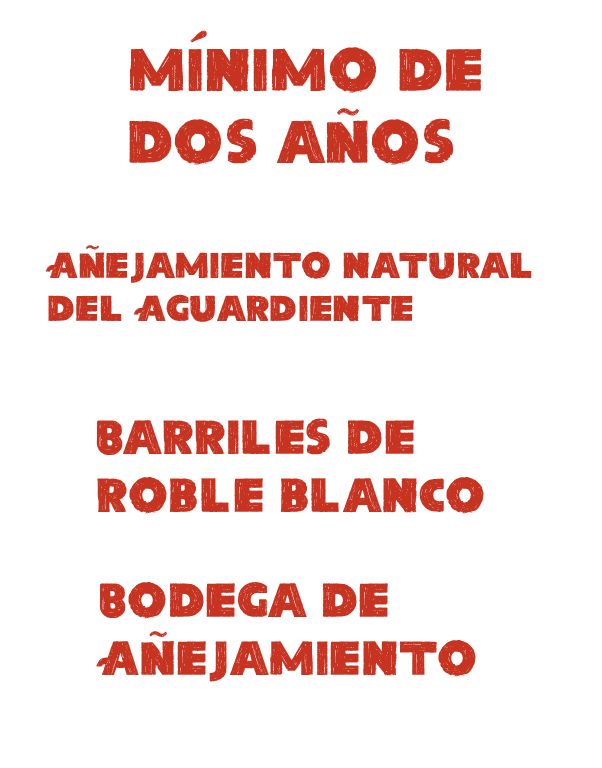 MÍNIMO DE
DOS AÑOS
AÑEJAMIENTO NATURAL
DEL AGUARDIENTE
BARRILES DE
ROBLE BLANCO
BODEGA DE
AÑEJAMIENTO